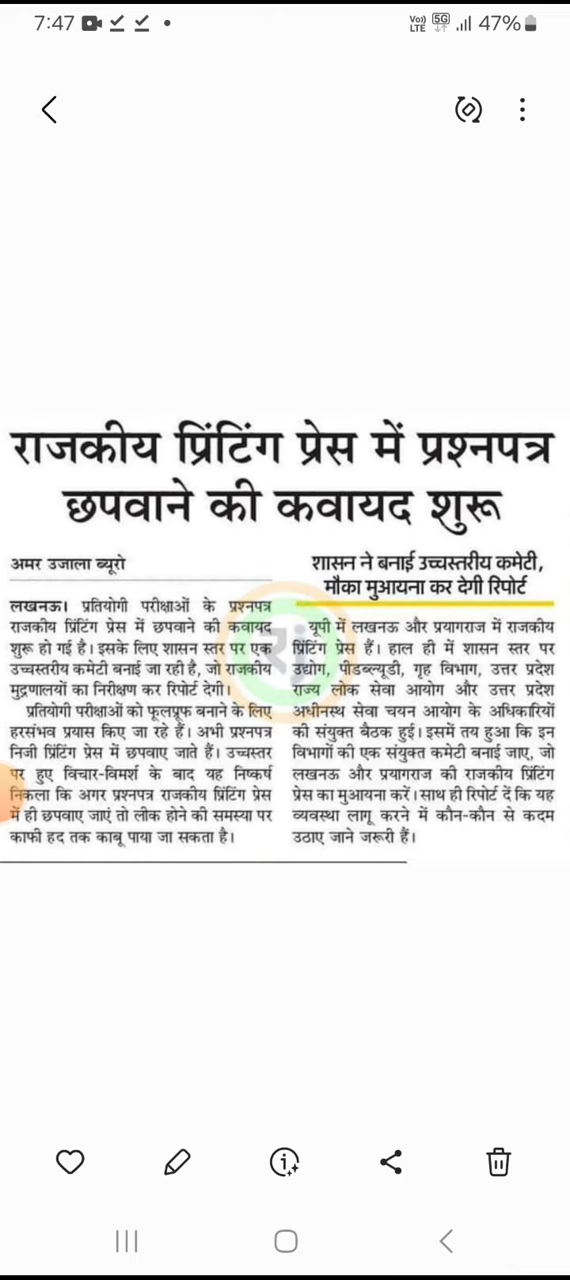 7:47
Vo)) LTE 5G 47%
राजकीय प्रिंटिंग प्रेस में प्रश्नपत्र
छपवाने की कवायद शुरू
अमर उजाला ब्यूरो
लखनऊ। प्रतियोगी परीक्षाओं के प्रश्नपत्र
राजकीय प्रिंटिंग प्रेस में छपवाने की कवायद
शुरू हो गई है। इसके लिए शासन स्तर पर एक
उच्चस्तरीय कमेटी बनाई जा रही है, जो राजकीय
मुद्रणालयों का निरीक्षण कर रिपोर्ट देगी।
प्रतियोगी परीक्षाओं को फूलप्रूफ बनाने के लिए
हरसंभव प्रयास किए जा रहे हैं। अभी प्रश्नपत्र
निजी प्रिंटिंग प्रेस में छपवाए जाते हैं। उच्चस्तर
पर हुए विचार-विमर्श के बाद यह निष्कर्ष
निकला कि अगर प्रश्नपत्र राजकीय प्रिंटिंग प्रेस
में ही छपवाए जाएं तो लीक होने की समस्या पर
काफी हद तक काबू पाया जा सकता है।
शासन ने बनाई उच्चस्तरीय कमेटी,
मौका मुआयना कर देगी रिपोर्ट
यूपी में लखनऊ और प्रयागराज में राजकीय
प्रिंटिंग प्रेस हैं। हाल ही में शासन स्तर पर
उद्योग, पीडब्ल्यूडी, गृह विभाग, उत्तर प्रदेश
राज्य लोक सेवा आयोग और उत्तर प्रदेश
अधीनस्थ सेवा चयन आयोग के अधिकारियों
की संयुक्त बैठक हुई। इसमें तय हुआ कि इन
विभागों की एक संयुक्त कमेटी बनाई जाए, जो
लखनऊ और प्रयागराज की राजकीय प्रिंटिंग
प्रेस का मुआयना करें। साथ ही रिपोर्ट दें कि यह
व्यवस्था लागू करने में कौन-कौन से कदम
उठाए जाने जरूरी हैं।